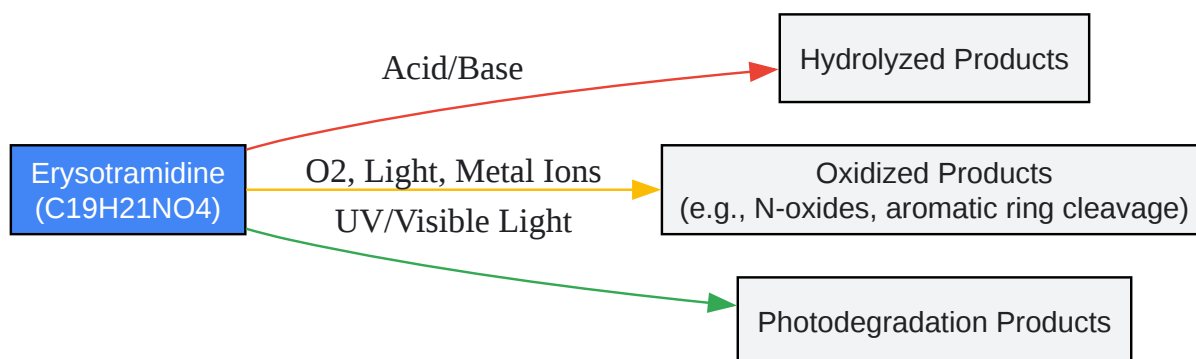 Acid/Base
Hydrolyzed Products
Erysotramidine
(C19H21NO4)
O2, Light, Metal Ions
Oxidized Products
(e.g., N-oxides, aromatic ring cleavage)
UV/Visible Light
Photodegradation Products